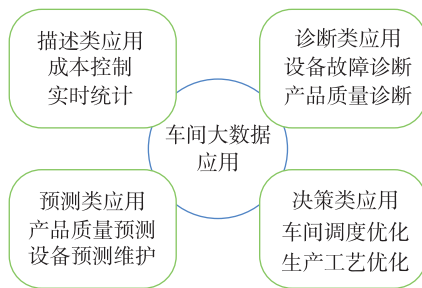 描述类应用
成本控制
实时统计
诊断类应用
设备故障诊断
产品质量诊断
车间大数据
应用
预测类应用
产品质量预测
设备预测维护
决策类应用
车间调度优化
生产工艺优化